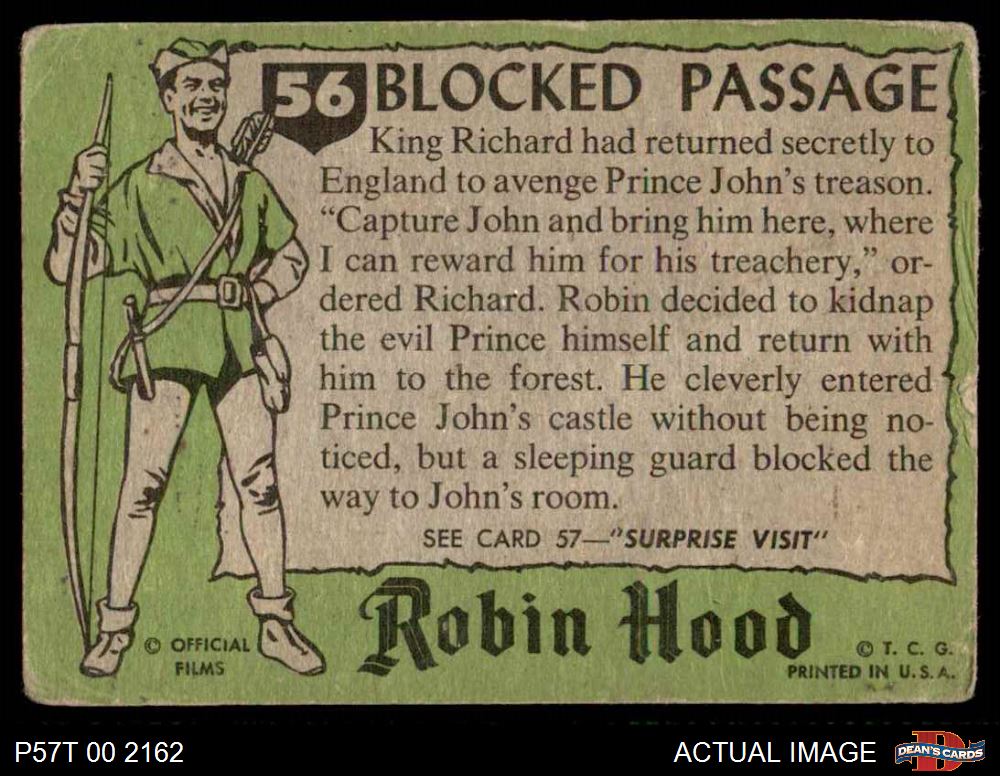 56 BLOCKED PASSAGE
King Richard had returned secretly to
England to avenge Prince John's treason.
"Capture John and bring him here, where
I can reward him for his treachery," or-
dered Richard. Robin decided to kidnap
the evil Prince himself and return with
him to the forest. He cleverly entered
Prince John's castle without being no-
ticed, but a sleeping guard blocked the
way to John's room.
SEE CARD 57—"SURPRISE VISIT"
Robin Hood
© OFFICIAL
FILMS
© T. C. G.
PRINTED IN U.S.A.
P57T 00 2162
ACTUAL IMAGE
D
DEAN'S CARDS